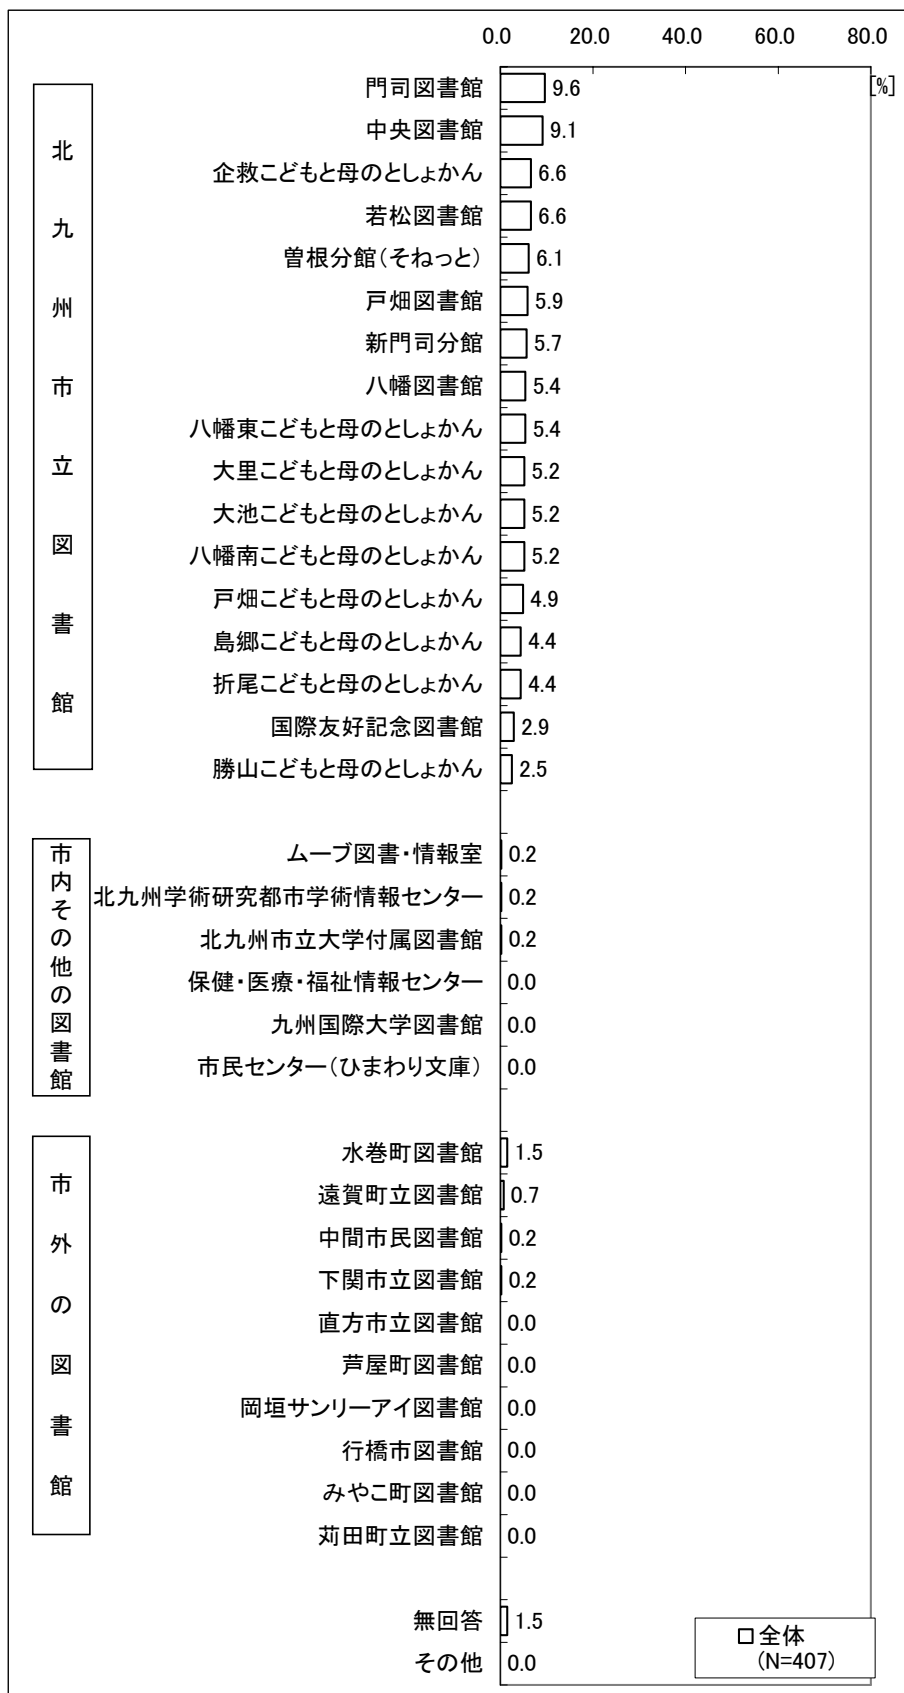 0.0 20.0 40.0 60.0 80.0
[%]
北九州市立図書館
門司図書館 9.6
中央図書館 9.1
企救こどもと母のとしょかん 6.6
若松図書館 6.6
曽根分館(そねっと) 6.1
戸畑図書館 5.9
新門司分館 5.7
八幡図書館 5.4
八幡東こどもと母のとしょかん 5.4
大里こどもと母のとしょかん 5.2
大池こどもと母のとしょかん 5.2
八幡南こどもと母のとしょかん 5.2
戸畑こどもと母のとしょかん 4.9
島郷こどもと母のとしょかん 4.4
折尾こどもと母のとしょかん 4.4
国際友好記念図書館 2.9
勝山こどもと母のとしょかん 2.5
市内その他の図書館
ムーブ図書・情報室 0.2
北九州学術研究都市学術情報センター 0.2
北九州市立大学付属図書館 0.2
保健・医療・福祉情報センター 0.0
九州国際大学図書館 0.0
市民センター(ひまわり文庫) 0.0
市外の図書館
水巻町図書館 1.5
遠賀町立図書館 0.7
中間市民図書館 0.2
下関市立図書館 0.2
直方市立図書館 0.0
芦屋町図書館 0.0
岡垣サンリーアイ図書館 0.0
行橋市図書館 0.0
みやこ町図書館 0.0
苅田町立図書館 0.0
無回答 1.5
その他 0.0
全体
(N=407)